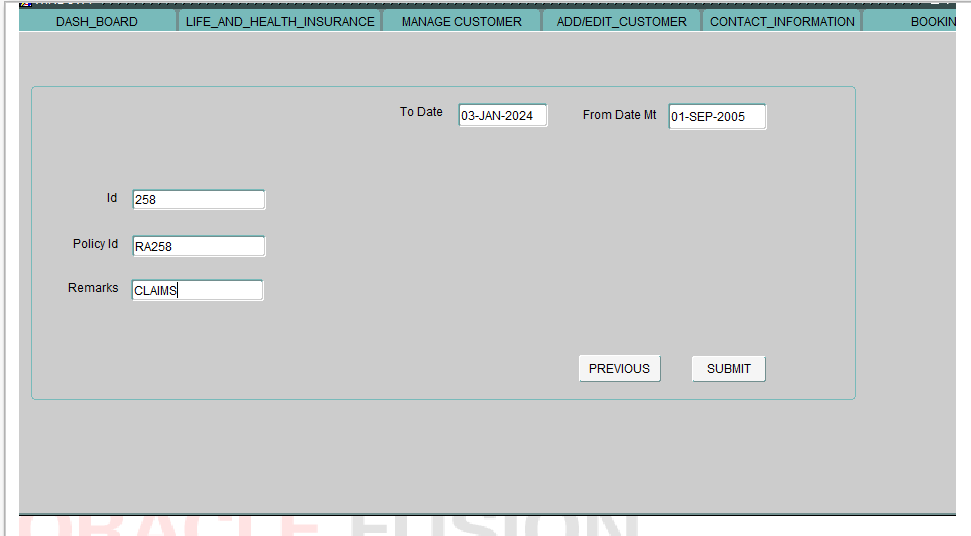 DASH_BOARD LIFE_AND_HEALTH_INSURANCE MANAGE CUSTOMER ADD/EDIT_CUSTOMER CONTACT_INFORMATION BOOKIN
To Date 03-JAN-2024 From Date Mt 01-SEP-2005
Id 258
Policy Id RA258
Remarks CLAIMS
PREVIOUS SUBMIT
ORACLE FUSION